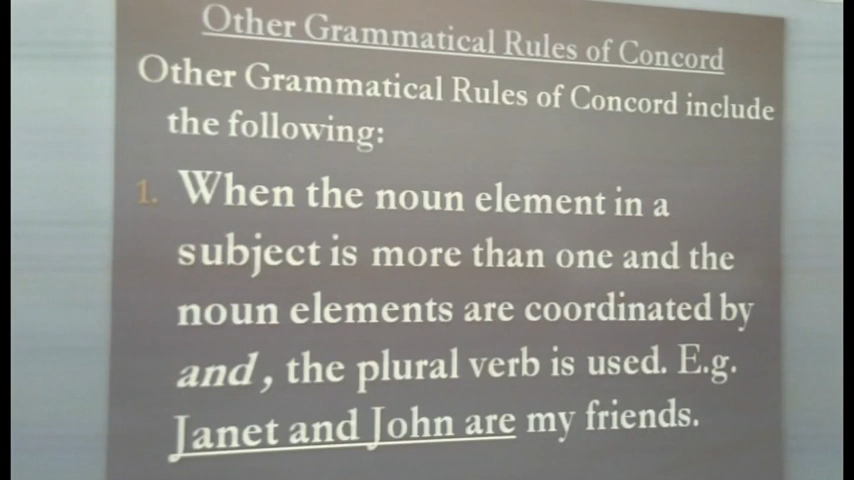 Other Grammatical Rules of Concord
Other Grammatical Rules of Concord include
the following:
1. When the noun element in a
subject is more than one and the
noun elements are coordinated by
and, the plural verb is used. E.g.
Janet and John are my friends.